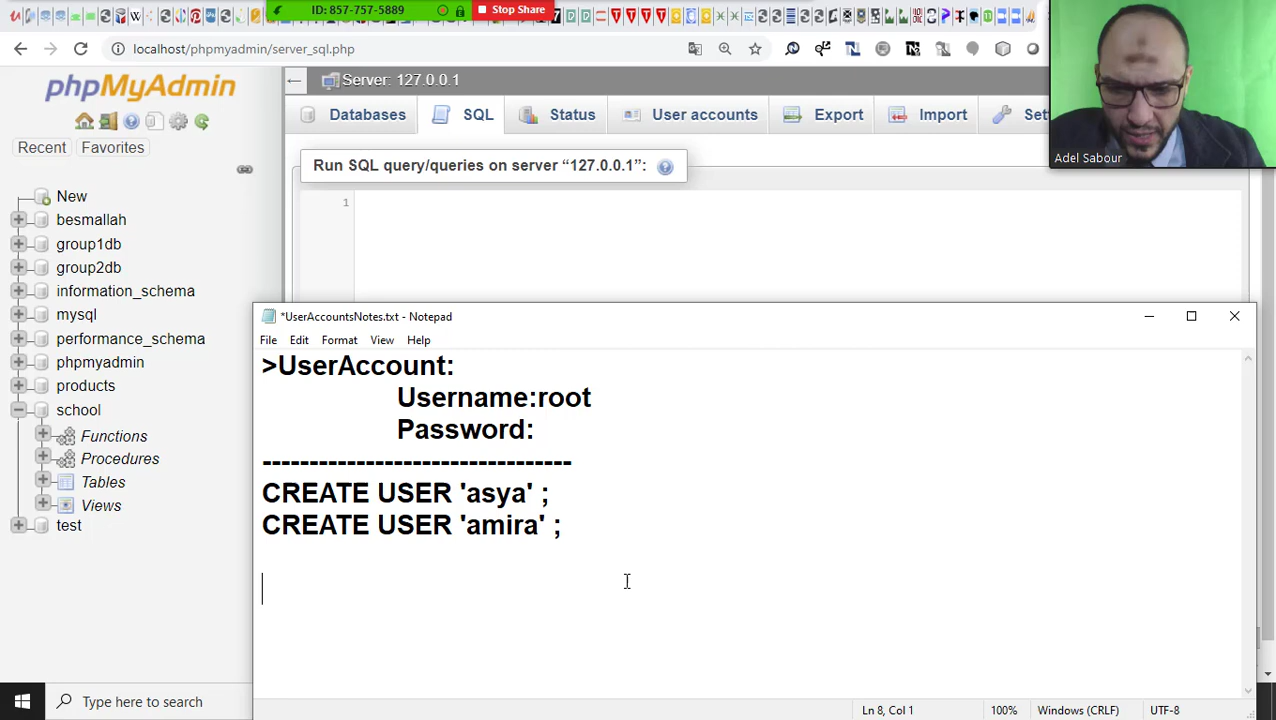 ID: 857-757-5889
Stop Share
localhost/phpmyadmin/server_sql.php
Adel Sabour
phpMyAdmin
Recent
Favorites
New
besmallah
group1db
group2db
information_schema
mysql
performance_schema
phpmyadmin
products
school
Functions
Procedures
Tables
Views
test
Server: 127.0.0.1
Databases
SQL
Status
User accounts
Export
Import
Run SQL query/queries on server “127.0.0.1”:
1
*UserAccountsNotes.txt - Notepad
File Edit Format View Help
>UserAccount:
Username:root
Password:
---------------------------------
CREATE USER 'asya' ;
CREATE USER 'amira' ;
Ln 8, Col 1
100%
Windows (CRLF)
UTF-8
Type here to search